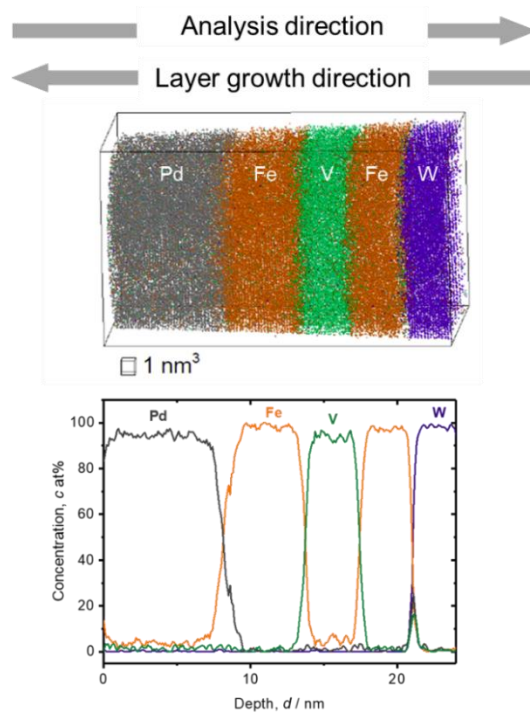 Analysis direction
Layer growth direction
Pd Fe V Fe W
1 nm³
Pd Fe V W
100
80
60
40
20
0
Concentration, c at%
0 10 20
Depth, d / nm